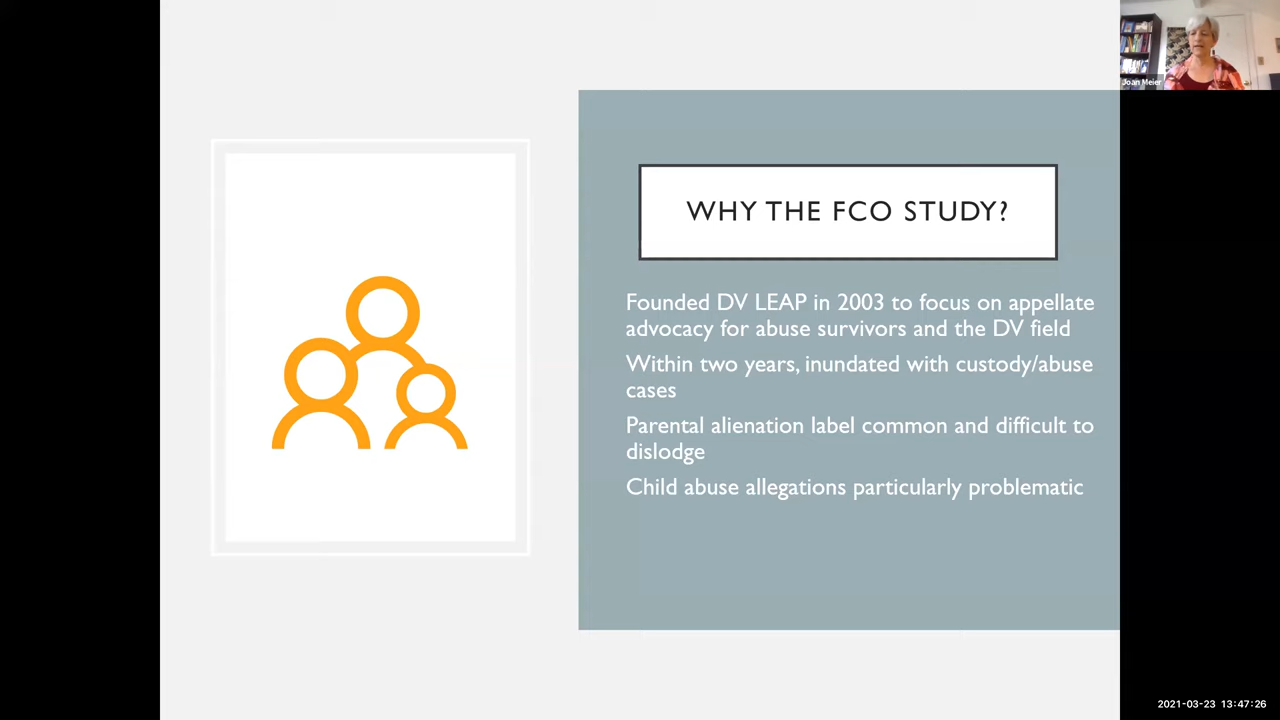 Joan Meier
WHY THE FCO STUDY?
Founded DV LEAP in 2003 to focus on appellate
advocacy for abuse survivors and the DV field
Within two years, inundated with custody/abuse
cases
Parental alienation label common and difficult to
dislodge
Child abuse allegations particularly problematic
2021-03-23 13:47:26